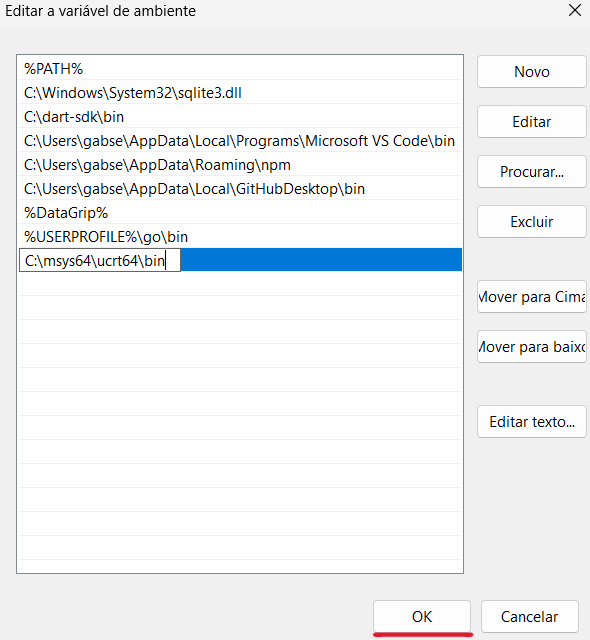 Editar a variável de ambiente
%PATH%
C:\Windows\System32\sqlite3.dll
C:\dart-sdk\bin
C:\Users\gabse\AppData\Local\Programs\Microsoft VS Code\bin
C:\Users\gabse\AppData\Roaming\npm
C:\Users\gabse\AppData\Local\GitHubDesktop\bin
%DataGrip%
%USERPROFILE%\go\bin
C:\msys64\ucrt64\bin
Novo
Editar
Procurar...
Excluir
Mover para Cima
Mover para baixo
Editar texto...
OK
Cancelar